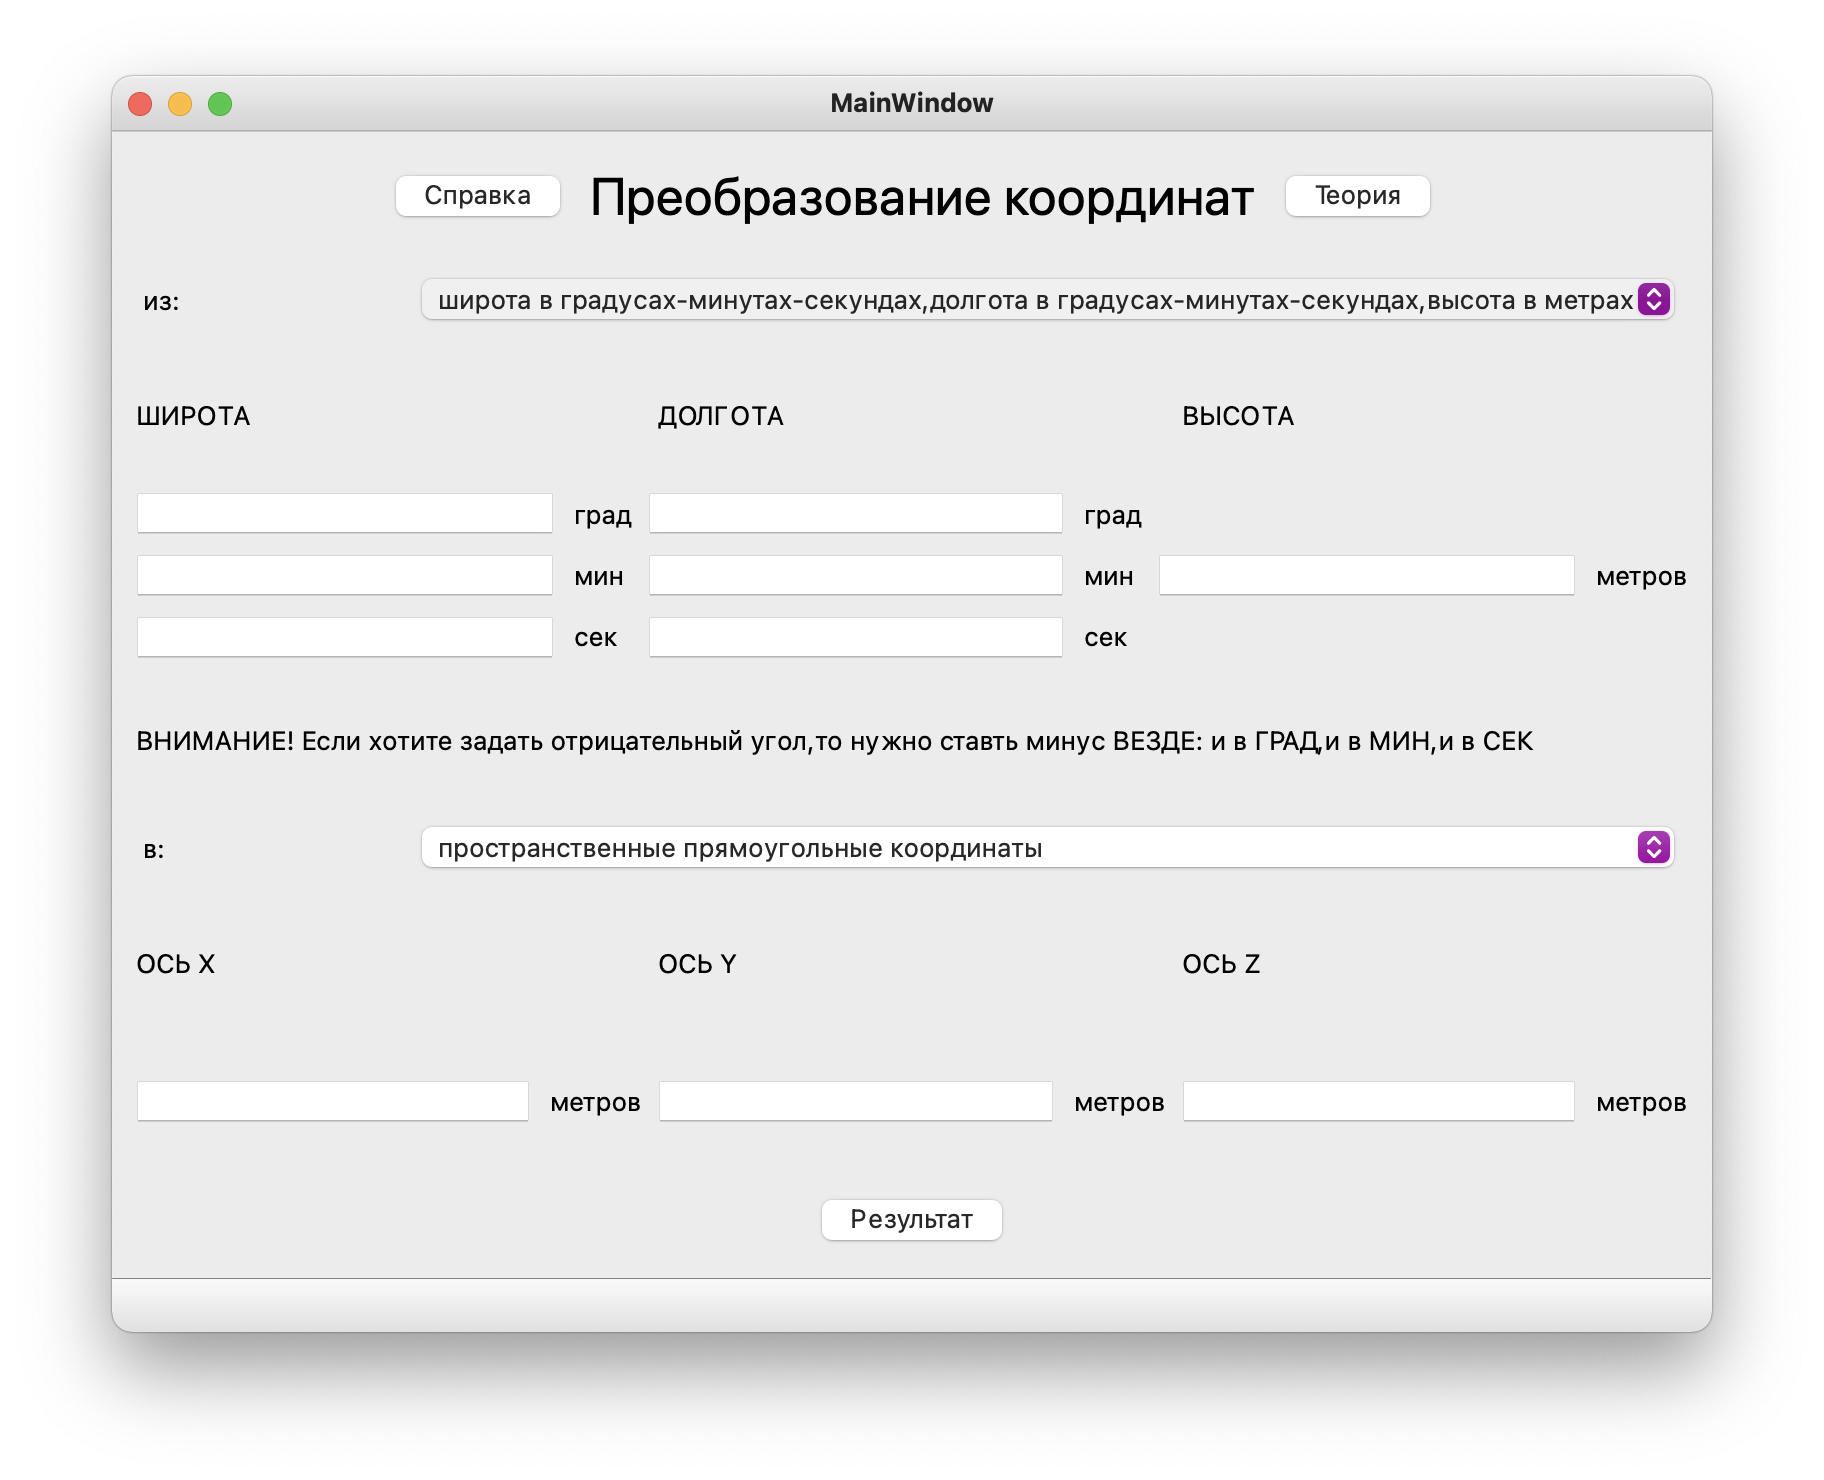 MainWindow
Справка Преобразование координат Теория
из: широта в градусах-минутах-секундах,долгота в градусах-минутах-секундах,высота в метрах
ШИРОТА ДОЛГОТА ВЫСОТА
град град
мин мин метров
сек сек
ВНИМАНИЕ! Если хотите задать отрицательный угол,то нужно ставть минус ВЕЗДЕ: и в ГРАД,и в МИН,и в СЕК
в: пространственные прямоугольные координаты
ОСЬ X ОСЬ Y ОСЬ Z
метров метров метров
Результат